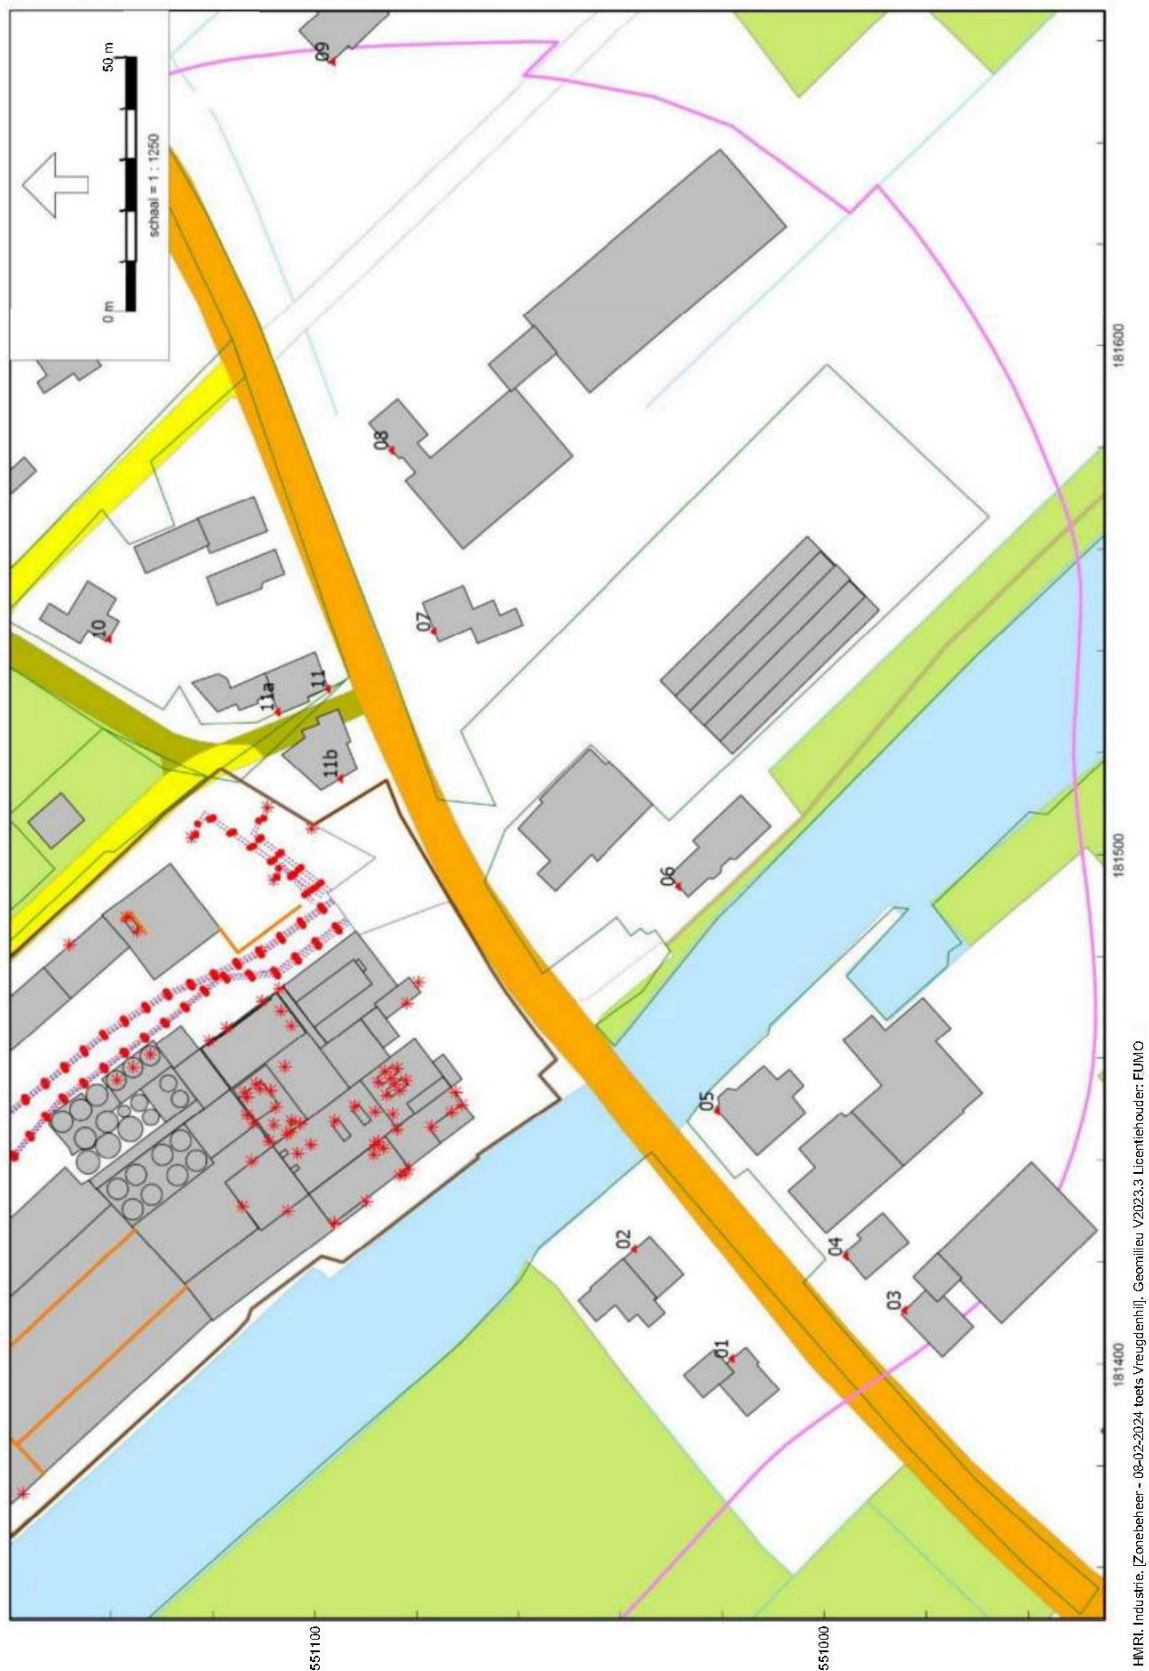 0 m
50 m
schaal = 1 : 1250
09
08
07
10
11a
11
11b
06
05
02
04
03
01
181600
181500
181400
551100
551000
HMRI. Industrie. [Zonebeheer - 08-02-2024 toets Vreugdenhil]. Geomilieu V2023.3 Licentiehouder: FUMO